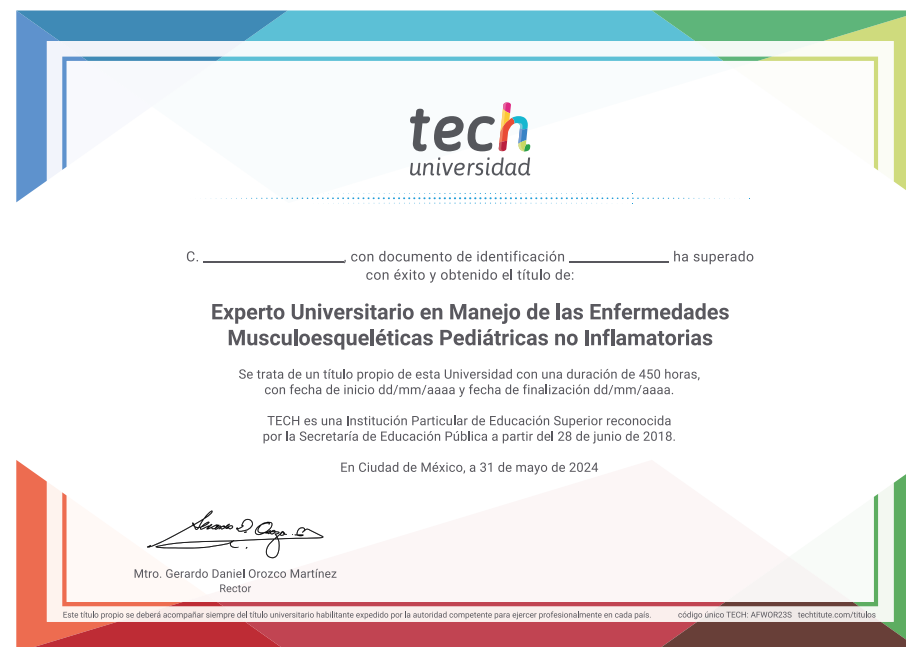 tech
universidad
C. ____________________, con documento de identificación ______________ ha superado
con éxito y obtenido el título de:
Experto Universitario en Manejo de las Enfermedades
Musculoesqueléticas Pediátricas no Inflamatorias
Se trata de un título propio de esta Universidad con una duración de 450 horas,
con fecha de inicio dd/mm/aaaa y fecha de finalización dd/mm/aaaa.
TECH es una Institución Particular de Educación Superior reconocida
por la Secretaría de Educación Pública a partir del 28 de junio de 2018.
En Ciudad de México, a 31 de mayo de 2024
Mtro. Gerardo Daniel Orozco Martínez
Rector
Este título propio se deberá acompañar siempre del título universitario habilitante expedido por la autoridad competente para ejercer profesionalmente en cada país. código único TECH: AFWOR23S techtitute.com/titulos